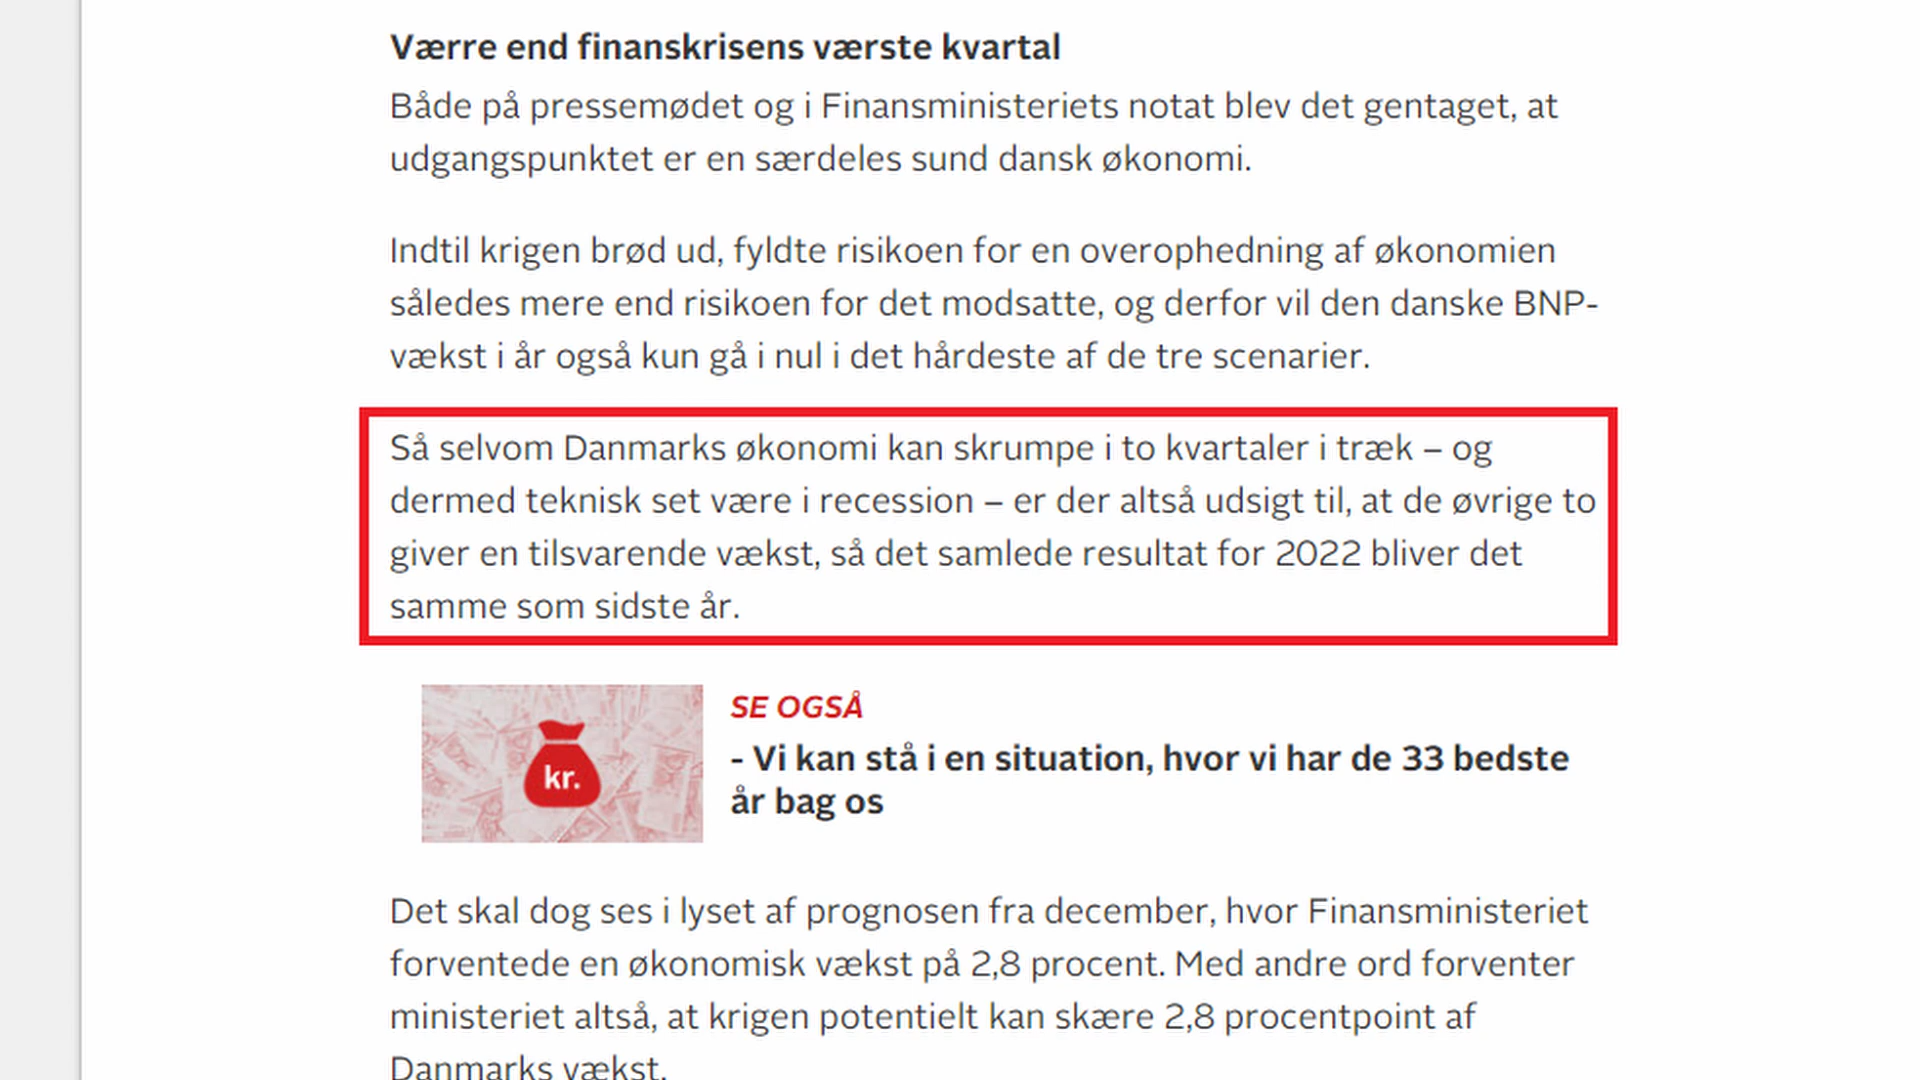 Værre end finanskrisens værste kvartal
Både på pressemødet og i Finansministeriets notat blev det gentaget, at
udgangspunktet er en særdeles sund dansk økonomi.
Indtil krigen brød ud, fyldte risikoen for en overophedning af økonomien
således mere end risikoen for det modsatte, og derfor vil den danske BNP-
vækst i år også kun gå i nul i det hårdeste af de tre scenarier.
Så selvom Danmarks økonomi kan skrumpe i to kvartaler i træk – og
dermed teknisk set være i recession – er der altså udsigt til, at de øvrige to
giver en tilsvarende vækst, så det samlede resultat for 2022 bliver det
samme som sidste år.
kr.
SE OGSÅ
- Vi kan stå i en situation, hvor vi har de 33 bedste
år bag os
Det skal dog ses i lyset af prognosen fra december, hvor Finansministeriet
forventede en økonomisk vækst på 2,8 procent. Med andre ord forventer
ministeriet altså, at krigen potentielt kan skære 2,8 procentpoint af
Danmarks vækst.